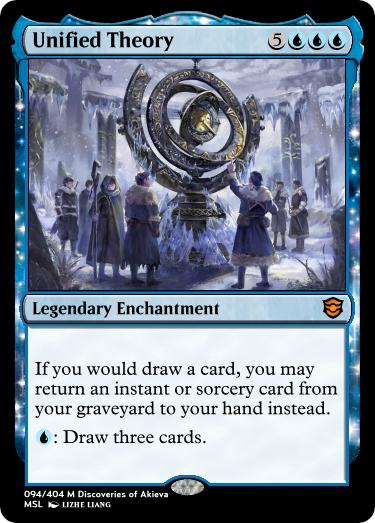 Unified Theory 5
Legendary Enchantment
If you would draw a card, you may
return an instant or sorcery card from
your graveyard to your hand instead.
: Draw three cards.
094/404 M Discoveries of Akieva
MSL LIZHE LIANG